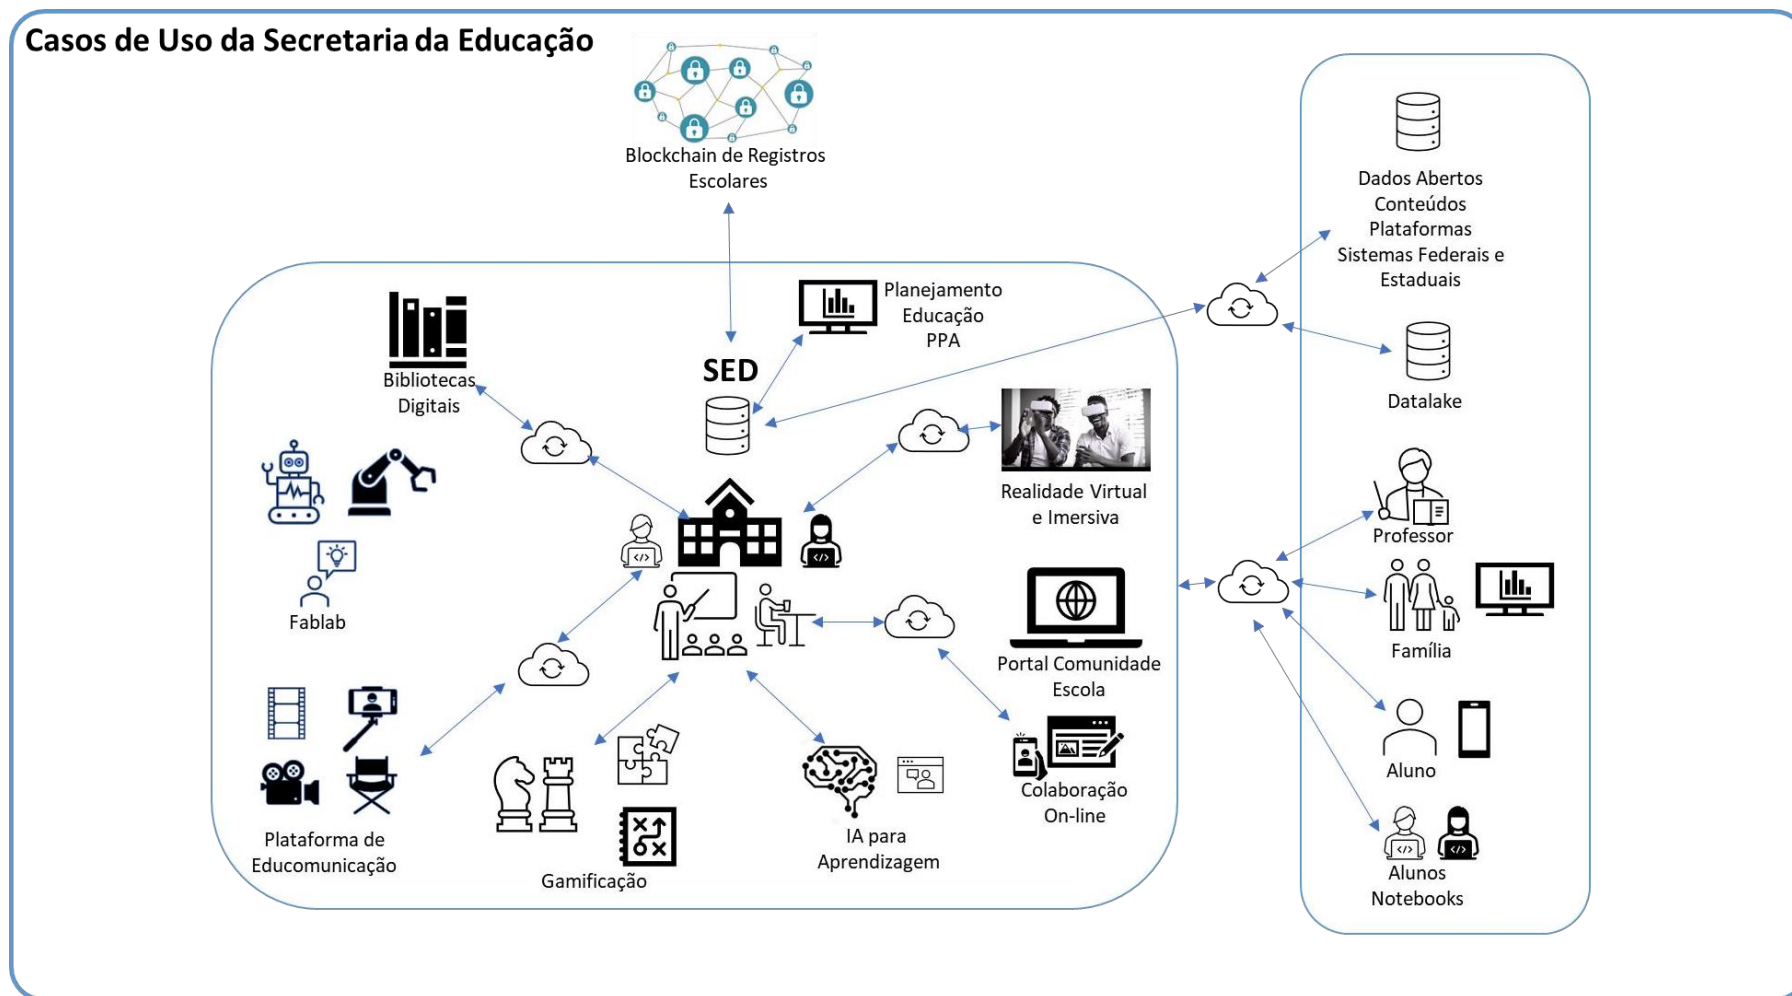 Casos de Uso da Secretaria da Educação
Blockchain de Registros
Escolares
Dados Abertos
Conteúdos
Plataformas
Sistemas Federais e
Estaduais
Planejamento
Educação
PPA
SED
Bibliotecas
Digitais
Datalake
Realidade Virtual
e Imersiva
Professor
Fablab
Portal Comunidade
Escola
Família
Aluno
Colaboração
On-line
Plataforma de
Educomunicação
IA para
Aprendizagem
Gamificação
Alunos
Notebooks